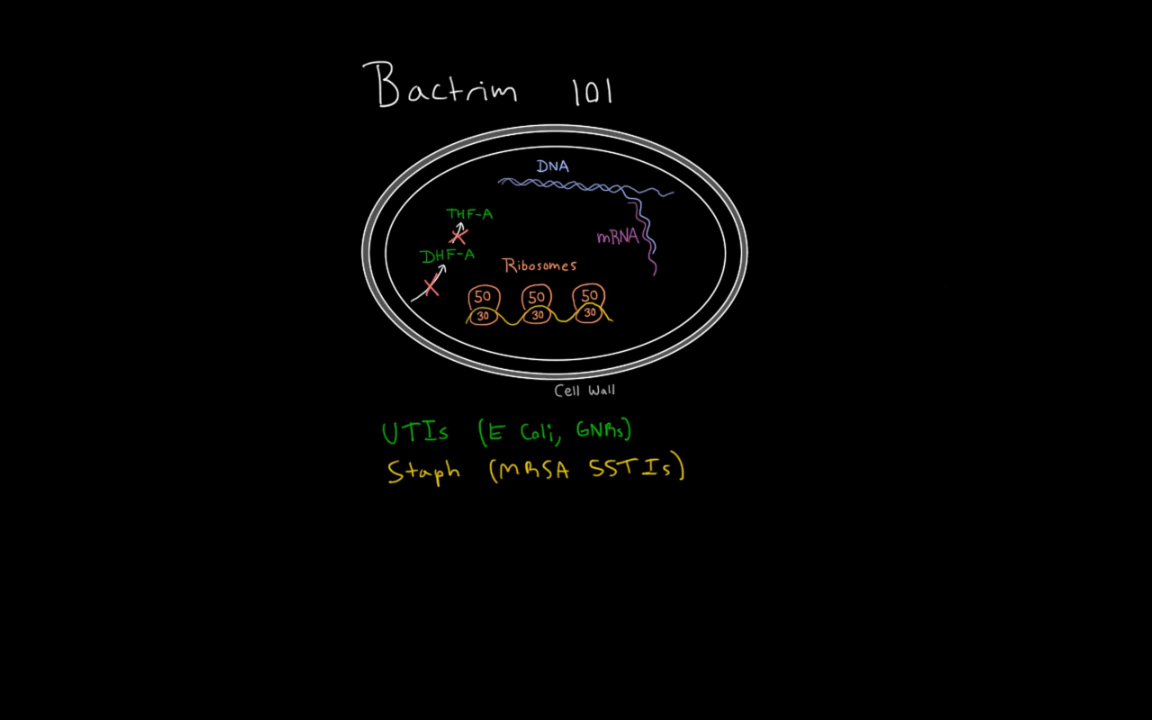 Bactrim 101
DNA
THF-A
mRNA
DHF-A
Ribosomes
50 50 50
30 30 30
Cell Wall
UTIs (E Coli, GNRs)
Staph (MRSA SSTIs)